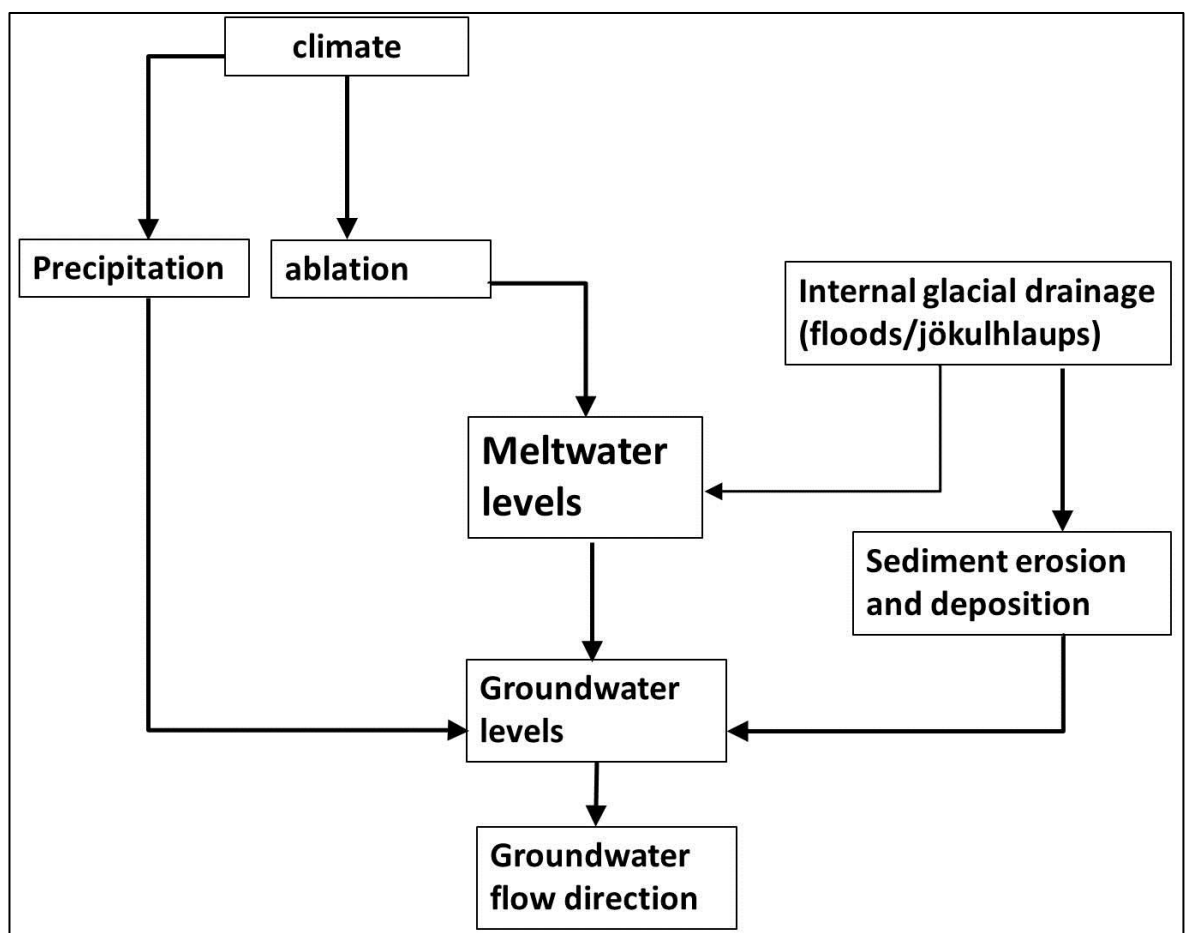 climate
Precipitation
ablation
Internal glacial drainage
(floods/jökulhlaups)
Meltwater
levels
Sediment erosion
and deposition
Groundwater
levels
Groundwater
flow direction